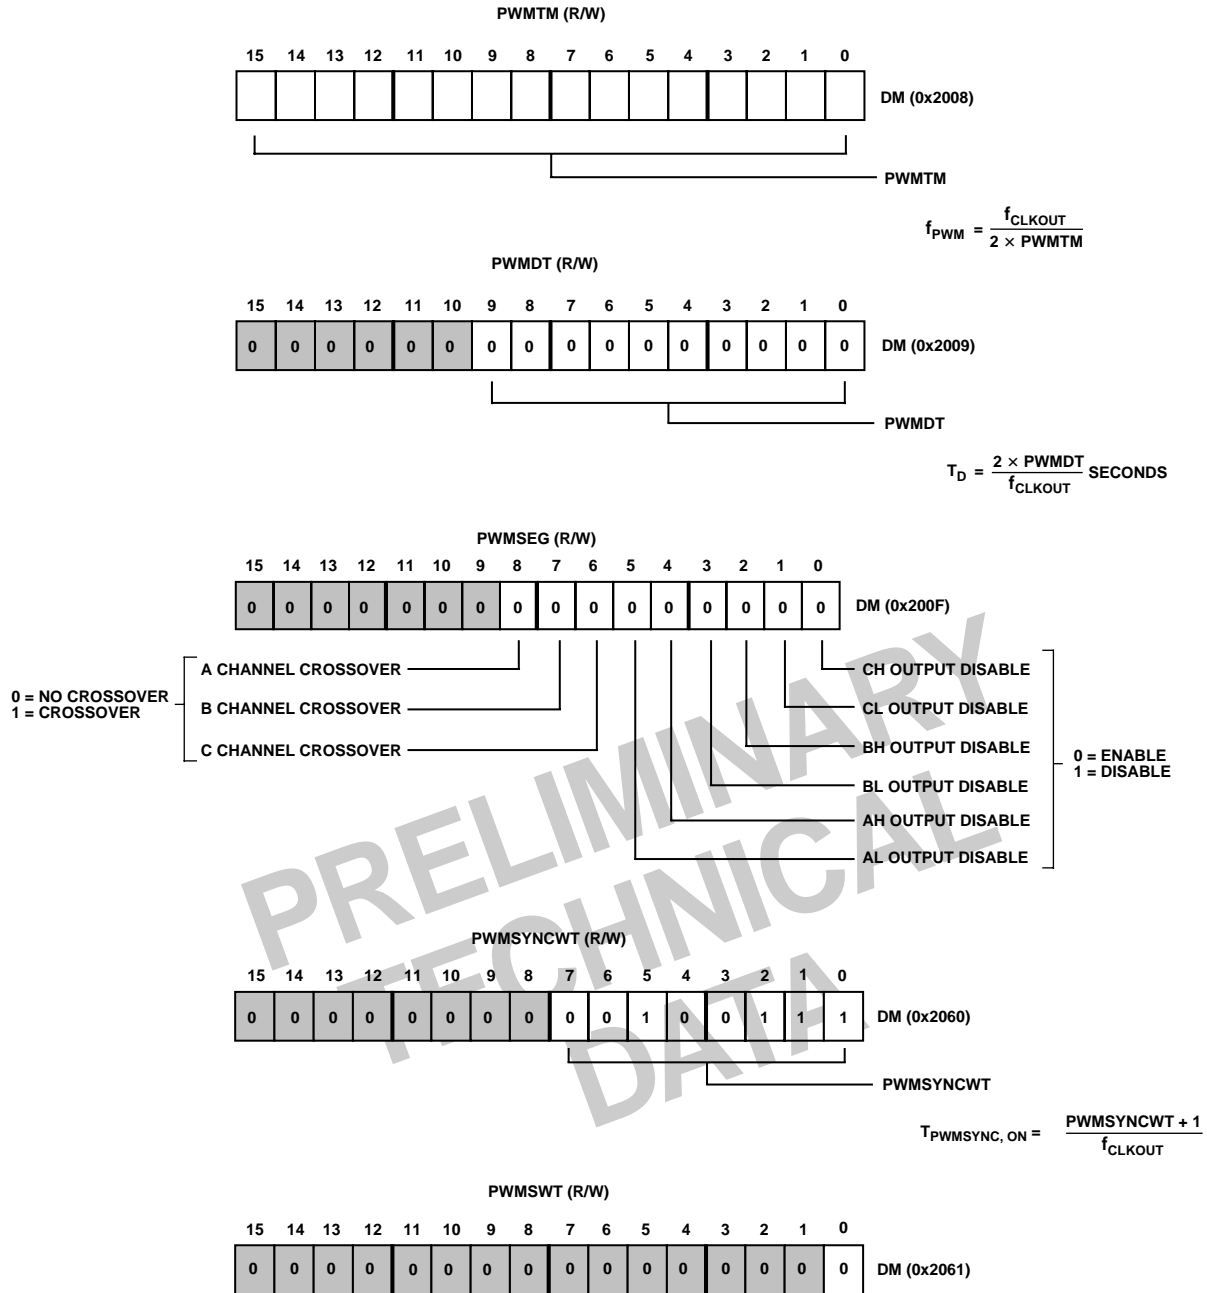 PWMTM (R/W)
15 14 13 12 11 10 9 8 7 6 5 4 3 2 1 0
DM (0x2008)
PWMTM
fPWM = fCLKOUT
2 × PWMTM
PWMDT (R/W)
15 14 13 12 11 10 9 8 7 6 5 4 3 2 1 0
0 0 0 0 0 0 0 0 0 0 0 0 0 0 0 0 DM (0x2009)
PWMDT
TD = 2 × PWMDT SECONDS
fCLKOUT
PWMSEG (R/W)
15 14 13 12 11 10 9 8 7 6 5 4 3 2 1 0
0 0 0 0 0 0 0 0 0 0 0 0 0 0 0 0 DM (0x200F)
A CHANNEL CROSSOVER
B CHANNEL CROSSOVER
C CHANNEL CROSSOVER
0 = NO CROSSOVER
1 = CROSSOVER
CH OUTPUT DISABLE
CL OUTPUT DISABLE
BH OUTPUT DISABLE
BL OUTPUT DISABLE
AH OUTPUT DISABLE
AL OUTPUT DISABLE
0 = ENABLE
1 = DISABLE
PRELIMINARY
TECHNICAL
DATA
PWMSYNCWT (R/W)
15 14 13 12 11 10 9 8 7 6 5 4 3 2 1 0
0 0 0 0 0 0 0 0 0 0 1 0 0 1 1 1 DM (0x2060)
PWMSYNCWT
TPWMSYNC, ON = PWMSYNCWT + 1
fCLKOUT
PWMSWT (R/W)
15 14 13 12 11 10 9 8 7 6 5 4 3 2 1 0
0 0 0 0 0 0 0 0 0 0 0 0 0 0 0 0 DM (0x2061)